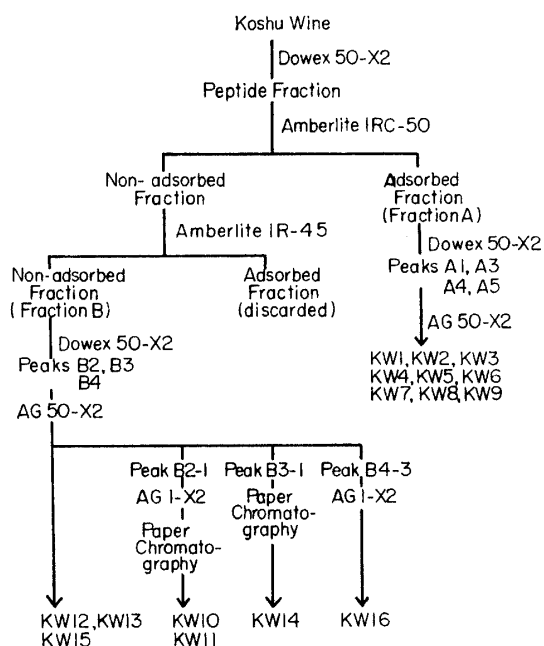 Koshu Wine
Dowex 50-X2
Peptide Fraction
Amberlite IRC-50
Non- adsorbed
Fraction
Adsorbed
Fraction
(Fraction A)
Amberlite IR-45
Dowex 50-X2
Peaks A1, A3
A4, A5
AG 50-X2
KW1, KW2, KW3
KW4, KW5, KW6
KW7, KW8, KW9
Non-adsorbed
Fraction
(Fraction B)
Adsorbed
Fraction
(discarded)
Dowex 50-X2
Peaks B2, B3
B4
AG 50-X2
Peak B2-1
AG 1-X2
Paper
Chromato-
graphy
Peak B3-1
Paper
Chromato-
graphy
Peak B4-3
AG 1-X2
KW12, KW13
KW15
KW10
KW11
KW14
KW16